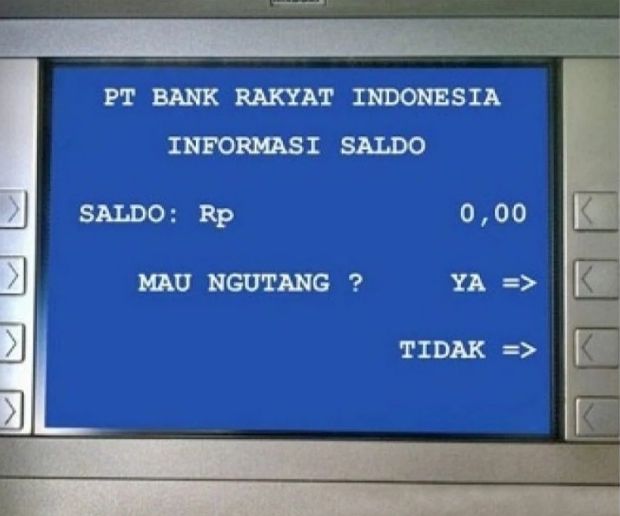 PT BANK RAKYAT INDONESIA
INFORMASI SALDO
SALDO: Rp 0,00
MAU NGUTANG ? YA =>
TIDAK =>